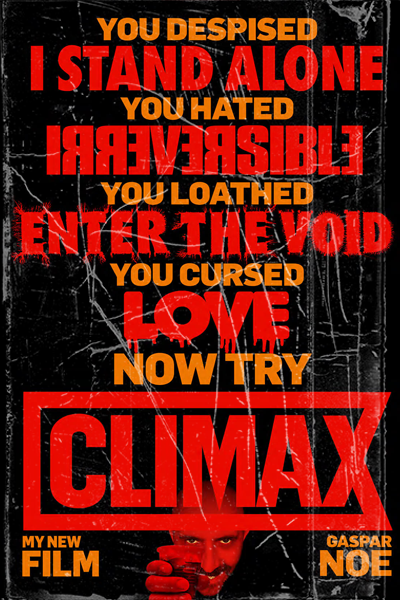 YOU DESPISED
I STAND ALONE
YOU HATED
IRREVERSIBLE
YOU LOATHED
ENTER THE VOID
YOU CURSED
LOVE
NOW TRY
CLIMAX
MY NEW
FILM
GASPAR
NOE